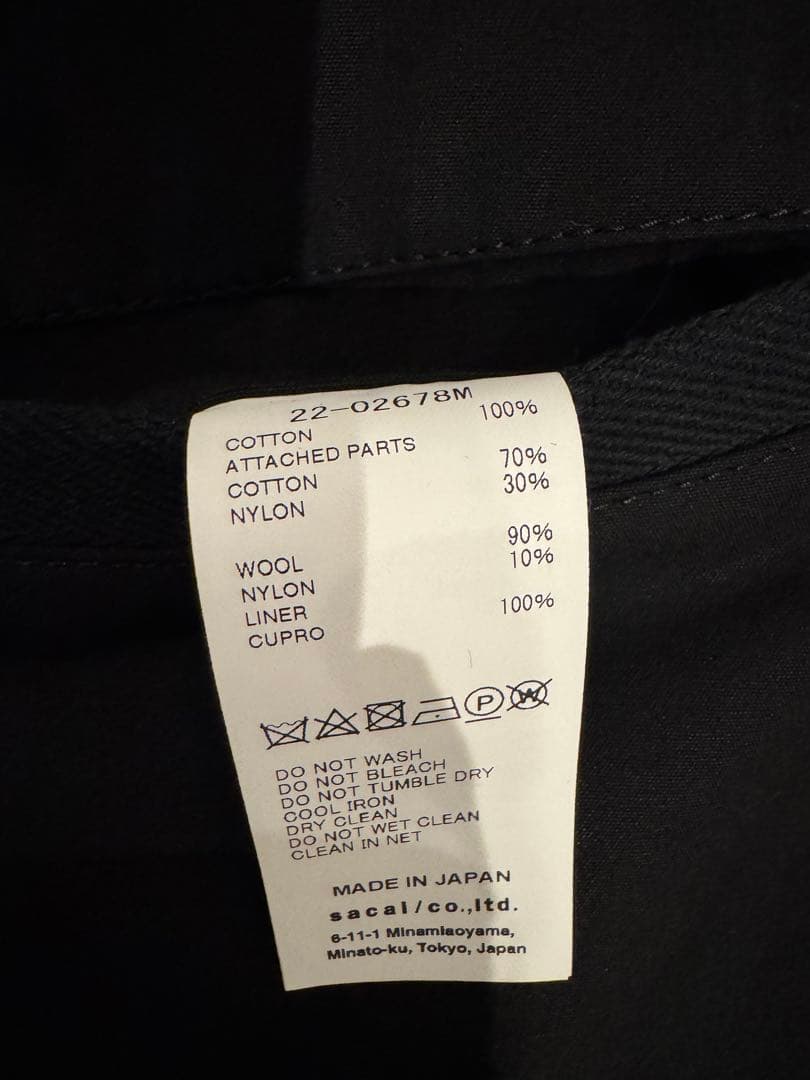 22-02678M
COTTON 100%
ATTACHED PARTS
COTTON 70%
NYLON 30%
WOOL 90%
NYLON 10%
LINER
CUPRO 100%
P W
DO NOT WASH
DO NOT BLEACH
DO NOT TUMBLE DRY
COOL IRON
DRY CLEAN
DO NOT WET CLEAN
CLEAN IN NET
MADE IN JAPAN
sacai/co.,ltd.
6-11-1 Minamiaoyama,
Minato-ku, Tokyo, Japan